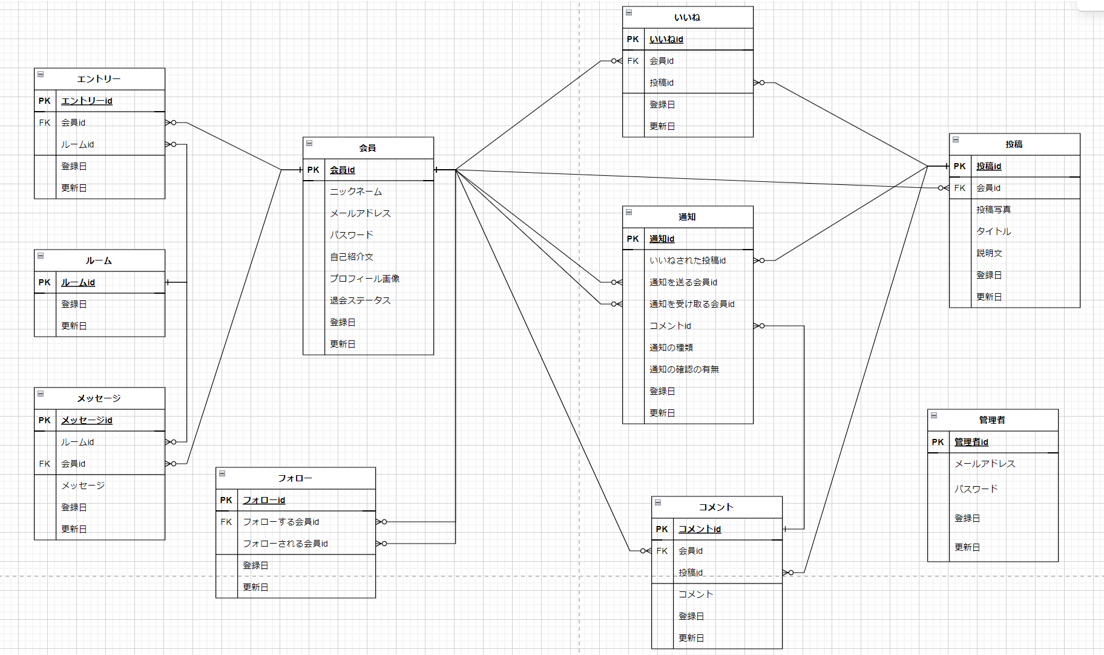 エントリー
PK エントリーid
FK 会員id
ルームid
登録日
更新日
ルーム
PK ルームid
登録日
更新日
メッセージ
PK メッセージid
ルームid
FK 会員id
メッセージ
登録日
更新日
会員
PK 会員id
ニックネーム
メールアドレス
パスワード
自己紹介文
プロフィール画像
退会ステータス
登録日
更新日
フォロー
PK フォローid
FK フォローする会員id
フォローされる会員id
登録日
更新日
いいね
PK いいねid
FK 会員id
投稿id
登録日
更新日
通知
PK 通知id
いいねされた投稿id
通知を送る会員id
通知を受け取る会員id
コメントid
通知の種類
通知の確認の有無
登録日
更新日
コメント
PK コメントid
FK 会員id
投稿id
コメント
登録日
更新日
投稿
PK 投稿id
FK 会員id
投稿写真
タイトル
説明文
登録日
更新日
管理者
PK 管理者id
メールアドレス
パスワード
登録日
更新日